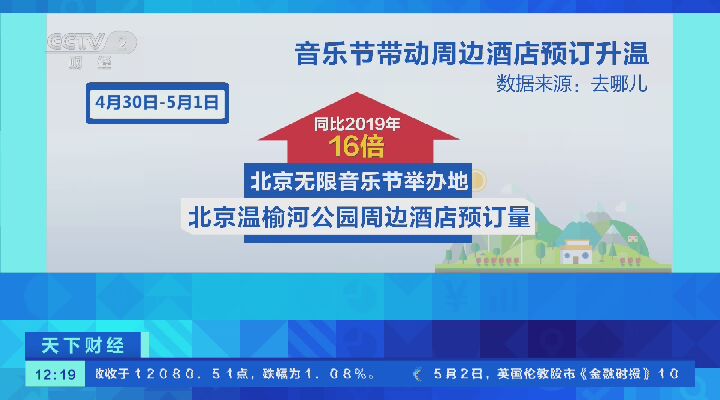 CCTV 2
财经
音乐节带动周边酒店预订升温
数据来源：去哪儿
4月30日-5月1日
同比2019年
16倍
北京无限音乐节举办地
北京温榆河公园周边酒店预订量
天下财经
12:19 收于12080.51点，跌幅为1.08%。 5月2日，英国伦敦股市《金融时报》10